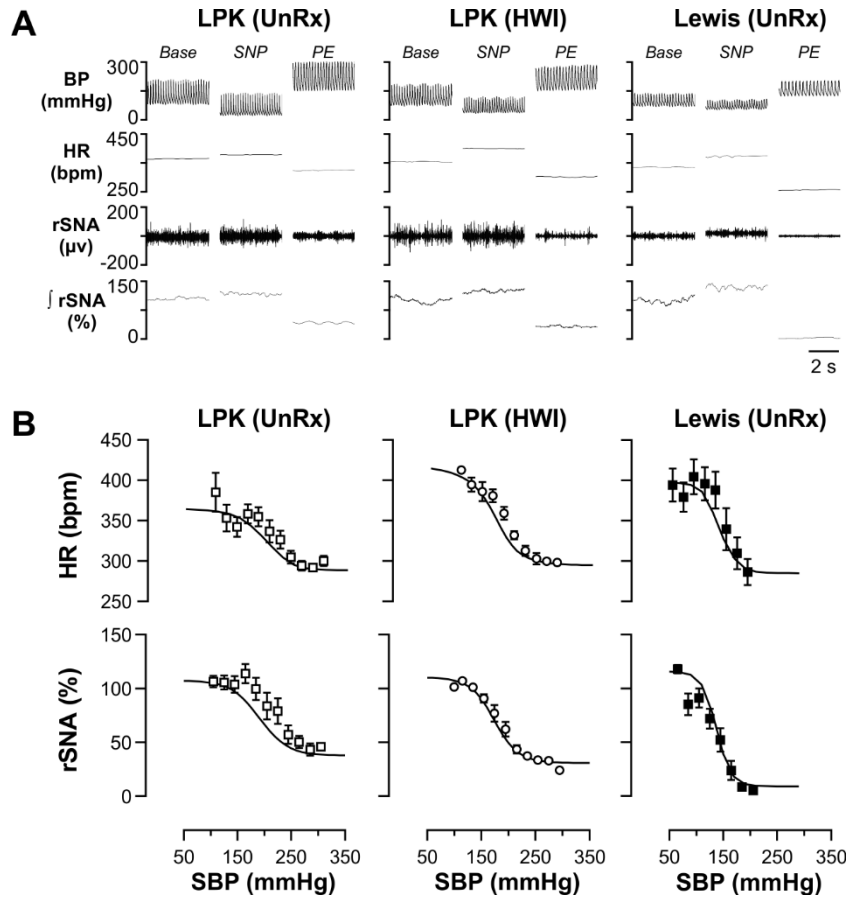 A
LPK (UnRx) LPK (HWI) Lewis (UnRx)
Base SNP PE Base SNP PE Base SNP PE
BP
(mmHg)
300
0
HR
(bpm)
450
250
rSNA
(μv)
200
-200
∫ rSNA
(%)
150
0
2 s
B
LPK (UnRx) LPK (HWI) Lewis (UnRx)
HR (bpm)
450
400
350
300
250
rSNA (%)
150
100
50
0
50 150 250 350 50 150 250 350 50 150 250 350
SBP (mmHg) SBP (mmHg) SBP (mmHg)